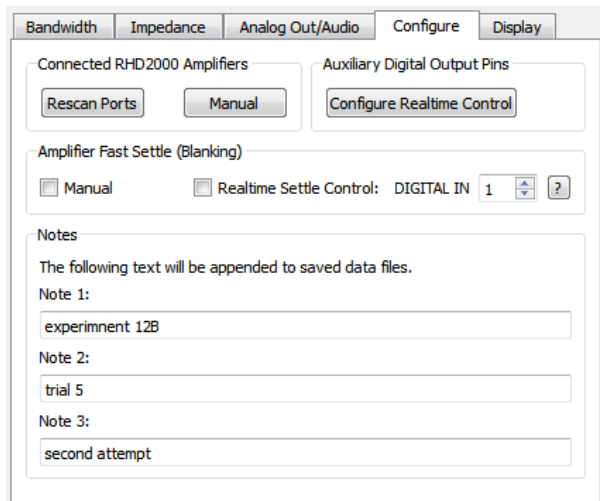 Bandwidth Impedance Analog Out/Audio Configure Display
Connected RHD2000 Amplifiers Auxiliary Digital Output Pins
Rescan Ports Manual Configure Realtime Control
Amplifier Fast Settle (Blanking)
Manual Realtime Settle Control: DIGITAL IN 1 ?
Notes
The following text will be appended to saved data files.
Note 1:
experimnent 12B
Note 2:
trial 5
Note 3:
second attempt